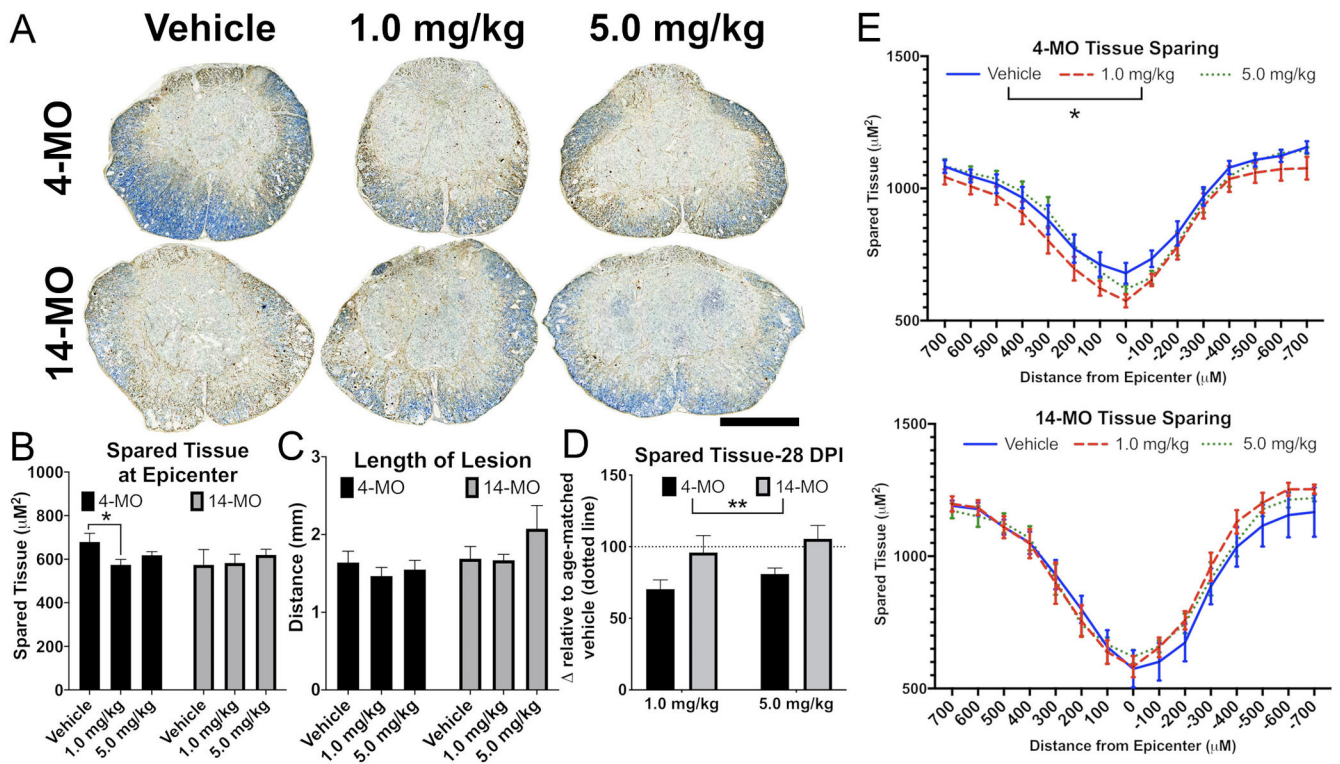 A
Vehicle 1.0 mg/kg 5.0 mg/kg
4-MO
14-MO
B
Spared Tissue
at Epicenter
4-MO 14-MO
*
Spared Tissue (μM²)
1000
800
600
400
200
0
Vehicle 1.0 mg/kg 5.0 mg/kg Vehicle 1.0 mg/kg 5.0 mg/kg
C
Length of Lesion
4-MO 14-MO
Distance (mm)
3
2
1
0
Vehicle 1.0 mg/kg 5.0 mg/kg Vehicle 1.0 mg/kg 5.0 mg/kg
D
Spared Tissue-28 DPI
4-MO 14-MO
**
Δ relative to age-matched
vehicle (dotted line)
150
100
50
0
1.0 mg/kg 5.0 mg/kg
E
4-MO Tissue Sparing
Vehicle 1.0 mg/kg 5.0 mg/kg
*
Spared Tissue (μM²)
1500
1000
500
700 600 500 400 300 200 100 0 -100 -200 -300 -400 -500 -600 -700
Distance from Epicenter (μM)
14-MO Tissue Sparing
Vehicle 1.0 mg/kg 5.0 mg/kg
Spared Tissue (μM²)
1500
1000
500
700 600 500 400 300 200 100 0 -100 -200 -300 -400 -500 -600 -700
Distance from Epicenter (μM)